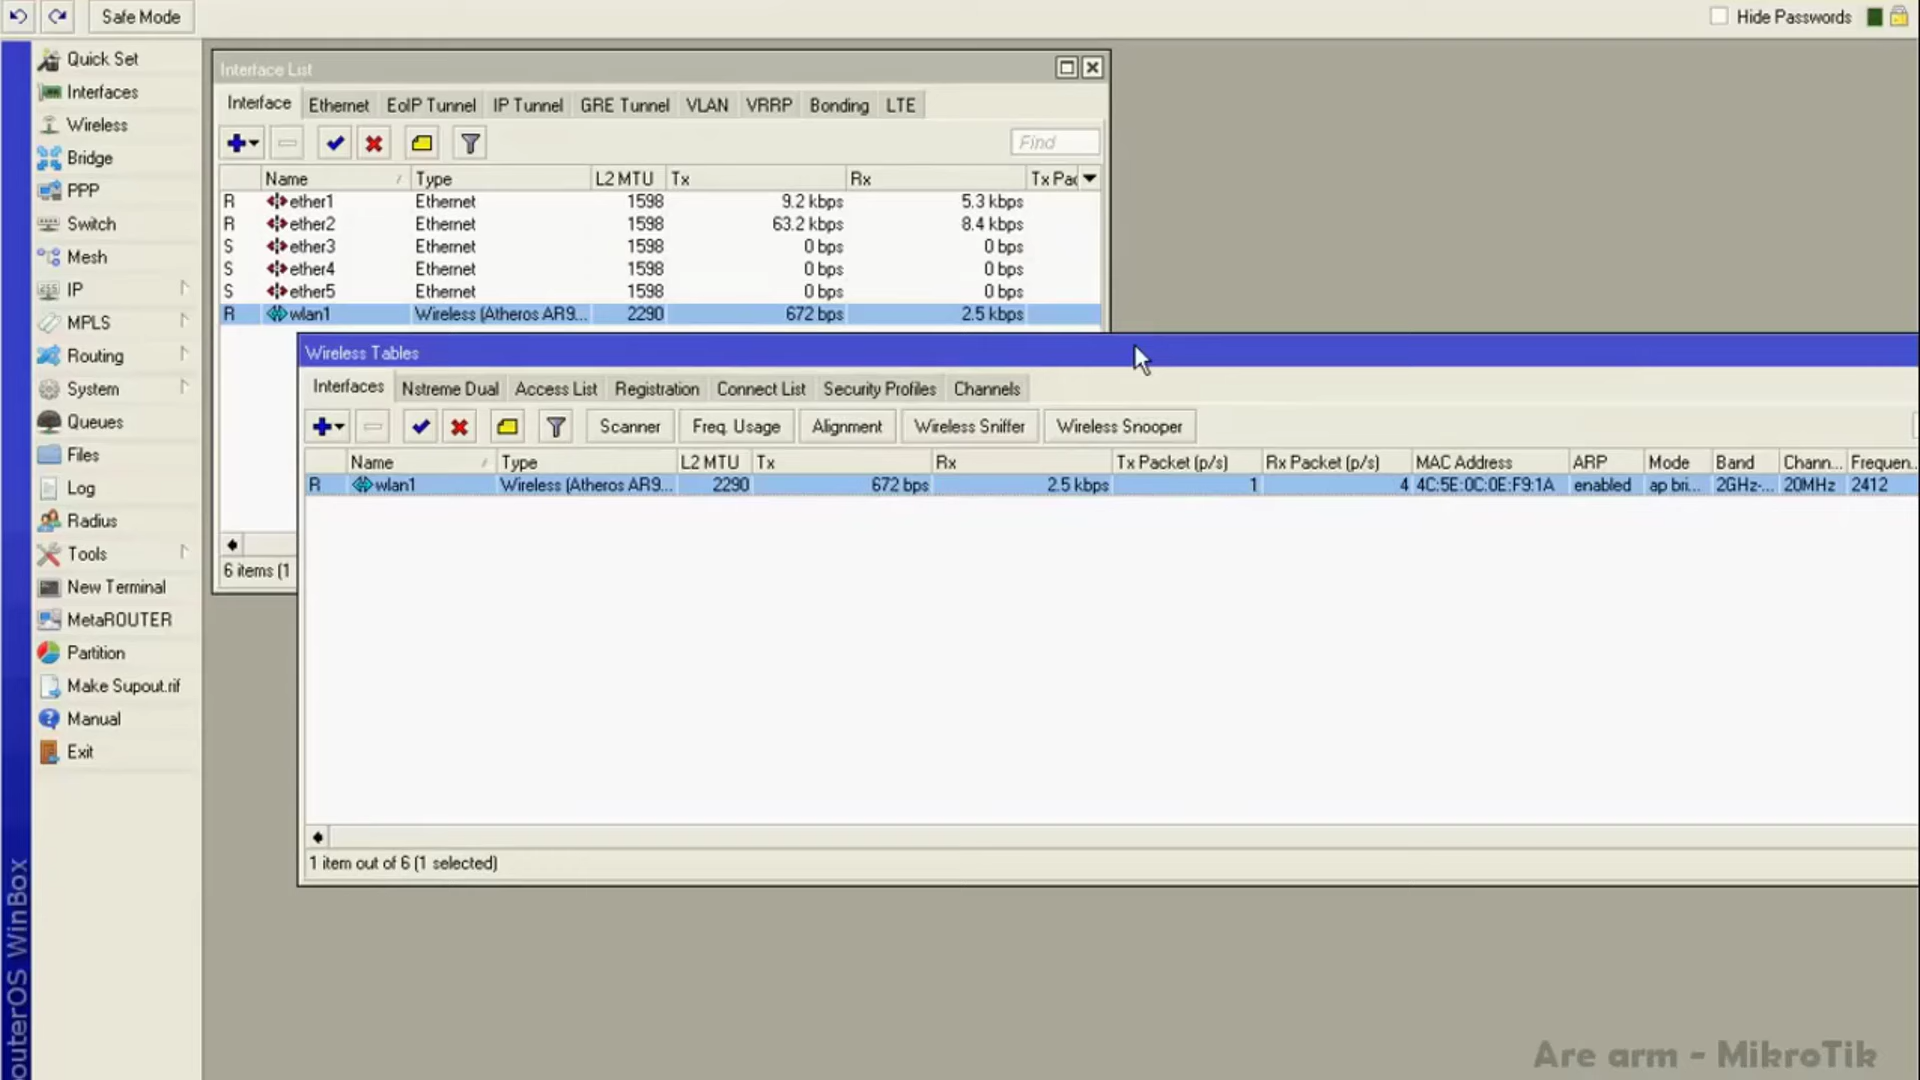 Safe Mode
Hide Passwords
Quick Set
Interfaces
Wireless
Bridge
PPP
Switch
Mesh
IP
MPLS
Routing
System
Queues
Files
Log
Radius
Tools
New Terminal
MetaROUTER
Partition
Make Supout.rif
Manual
Exit
outerOS WinBox
Interface List
Interface Ethernet EoIP Tunnel IP Tunnel GRE Tunnel VLAN VRRP Bonding LTE
Find
Name Type L2 MTU Tx Rx Tx Pac
R ether1 Ethernet 1598 9.2 kbps 5.3 kbps
R ether2 Ethernet 1598 63.2 kbps 8.4 kbps
S ether3 Ethernet 1598 0 bps 0 bps
S ether4 Ethernet 1598 0 bps 0 bps
S ether5 Ethernet 1598 0 bps 0 bps
R wlan1 Wireless (Atheros AR9... 2290 672 bps 2.5 kbps
6 items (1
Wireless Tables
Interfaces Nstreme Dual Access List Registration Connect List Security Profiles Channels
Scanner Freq. Usage Alignment Wireless Sniffer Wireless Snooper
Name Type L2 MTU Tx Rx Tx Packet (p/s) Rx Packet (p/s) MAC Address ARP Mode Band Chann... Frequen...
R wlan1 Wireless (Atheros AR9... 2290 672 bps 2.5 kbps 1 4 4C:5E:0C:0E:F9:1A enabled ap bri... 2GHz-... 20MHz 2412
1 item out of 6 (1 selected)
Are arm - MikroTik